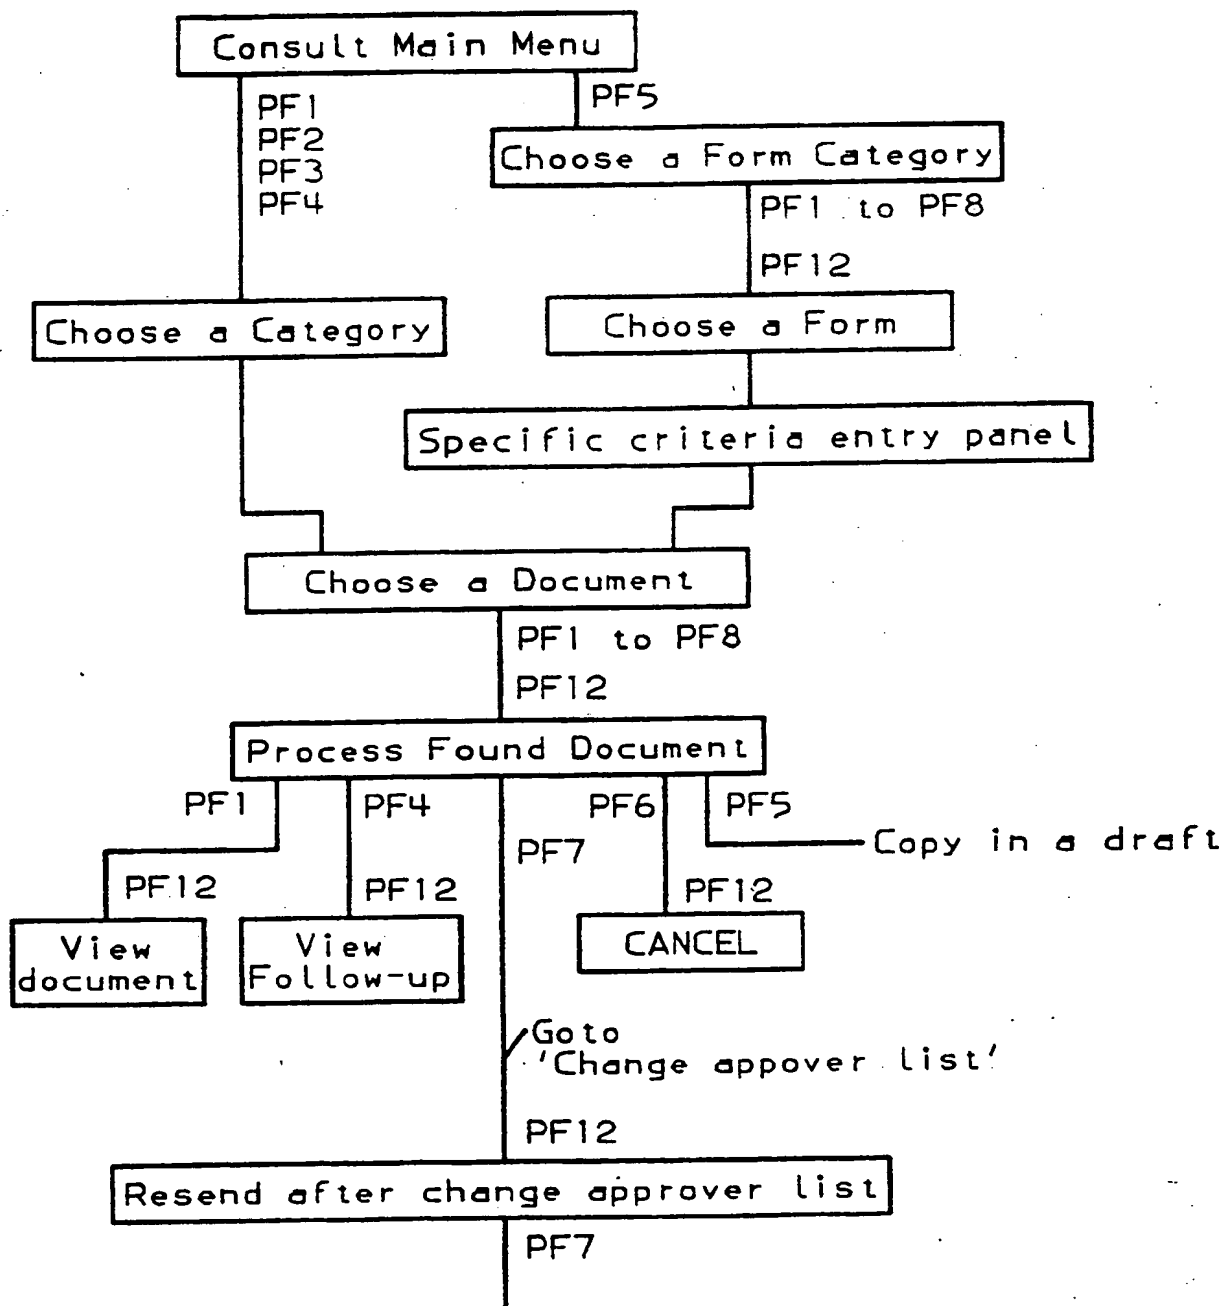 Consult Main Menu
PF1
PF2
PF3
PF4
PF5
Choose a Form Category
PF1 to PF8
PF12
Choose a Category
Choose a Form
Specific criteria entry panel
Choose a Document
PF1 to PF8
PF12
Process Found Document
PF1
PF4
PF7
PF6
PF5
Copy in a draft
PF12
PF12
PF12
View
document
View
Follow-up
CANCEL
Goto
'Change appover list'
PF12
Resend after change approver list
PF7